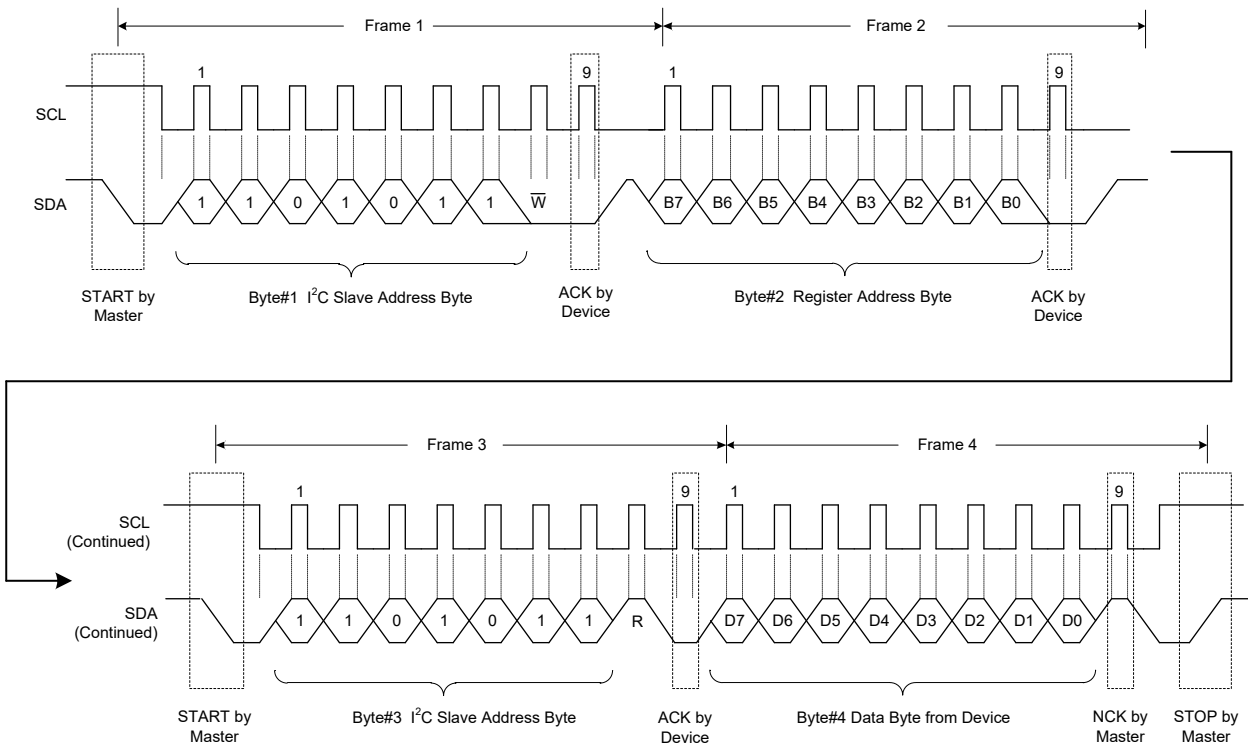 Frame 1 Frame 2
1 9 1 9
SCL
SDA 1 1 0 1 0 1 1 W̅ B7 B6 B5 B4 B3 B2 B1 B0
START by Master
Byte#1 I²C Slave Address Byte
ACK by Device
Byte#2 Register Address Byte
ACK by Device
Frame 3 Frame 4
1 9 1 9
SCL
(Continued)
SDA
(Continued)
1 1 0 1 0 1 1 R D7 D6 D5 D4 D3 D2 D1 D0
START by Master
Byte#3 I²C Slave Address Byte
ACK by Device
Byte#4 Data Byte from Device
NCK by Master
STOP by Master